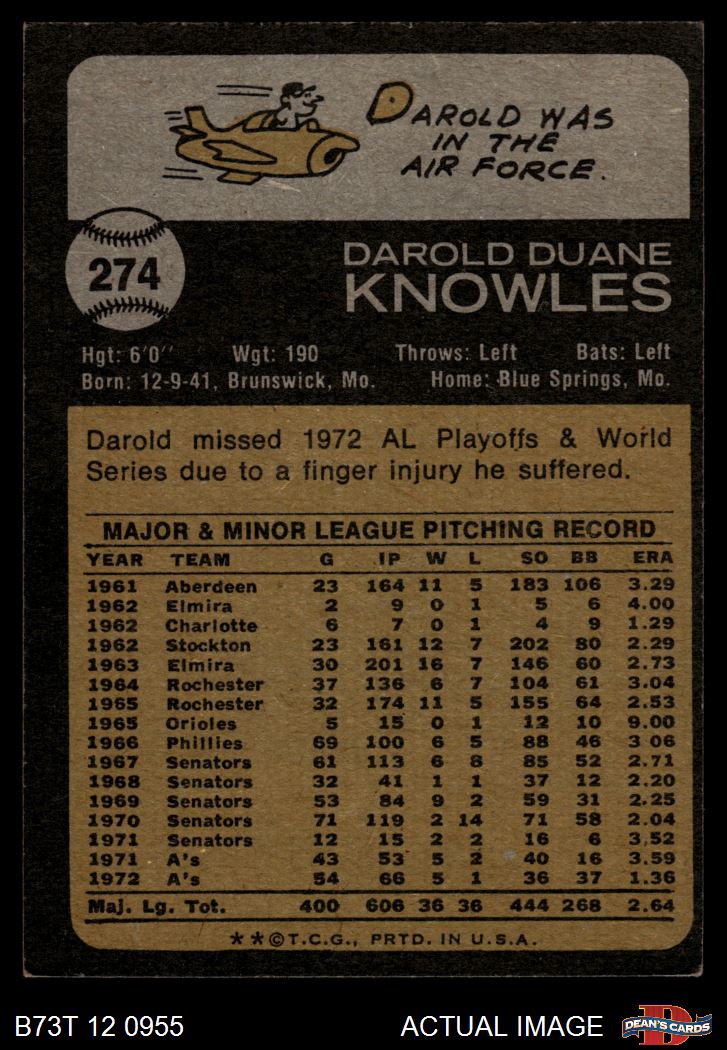 DAROLD WAS
IN THE
AIR FORCE.
274
DAROLD DUANE
KNOWLES
Hgt: 6'0" Wgt: 190 Throws: Left Bats: Left
Born: 12-9-41, Brunswick, Mo. Home: Blue Springs, Mo.
Darold missed 1972 AL Playoffs & World
Series due to a finger injury he suffered.
MAJOR & MINOR LEAGUE PITCHING RECORD
YEAR TEAM G IP W L SO BB ERA
1961 Aberdeen 23 164 11 5 183 106 3.29
1962 Elmira 2 9 0 1 5 6 4.00
1962 Charlotte 6 7 0 1 4 9 1.29
1962 Stockton 23 161 12 7 202 80 2.29
1963 Elmira 30 201 16 7 146 60 2.73
1964 Rochester 37 136 6 7 104 61 3.04
1965 Rochester 32 174 11 5 155 64 2.53
1965 Orioles 5 15 0 1 12 10 9.00
1966 Phillies 69 100 6 5 88 46 3 06
1967 Senators 61 113 6 8 85 52 2.71
1968 Senators 32 41 1 1 37 12 2.20
1969 Senators 53 84 9 2 59 31 2.25
1970 Senators 71 119 2 14 71 58 2.04
1971 Senators 12 15 2 2 16 6 3.52
1971 A's 43 53 5 2 40 16 3.59
1972 A's 54 66 5 1 36 37 1.36
Maj. Lg. Tot. 400 606 36 36 444 268 2.64
**©T.C.G., PRTD. IN U.S.A.
B73T 12 0955 ACTUAL IMAGE D DEAN'S CARDS